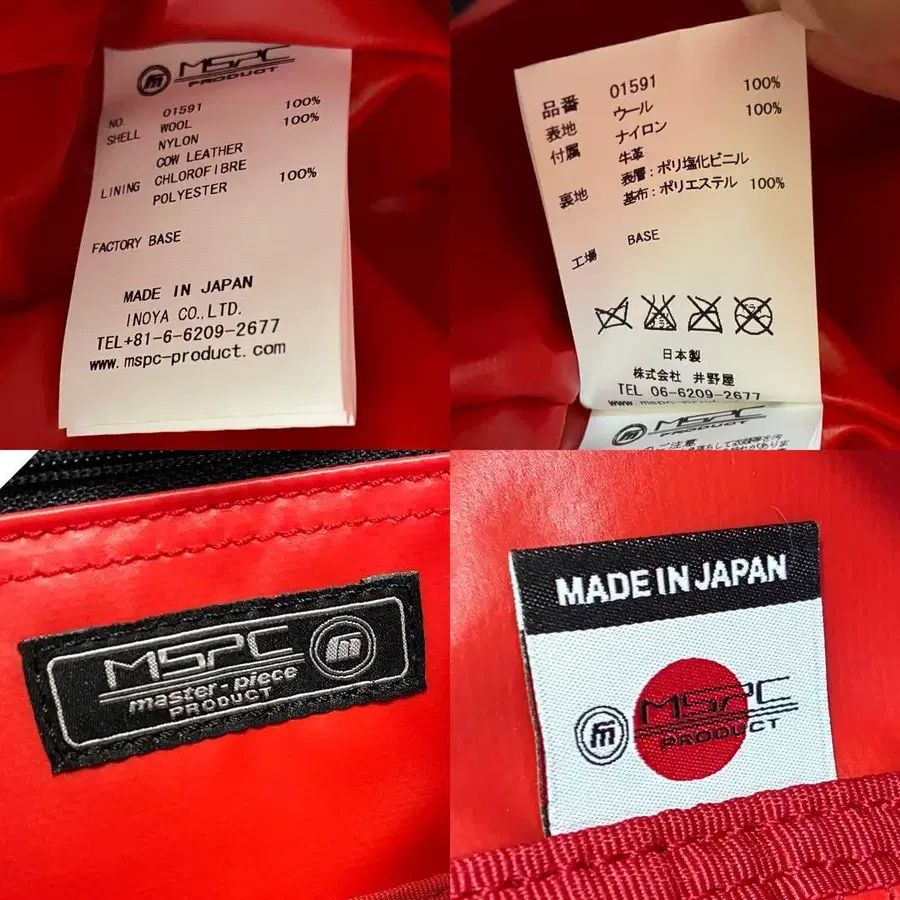 m MSPC
PRODUCT
NO. 01591
SHELL WOOL 100%
NYLON 100%
COW LEATHER
LINING CHLOROFIBRE
POLYESTER 100%
FACTORY BASE
MADE IN JAPAN
INOYA CO.,LTD.
TEL+81-6-6209-2677
www.mspc-product.com
品番 01591
表地 ウール 100%
付属 ナイロン 100%
牛革
裏地 表層:ポリ塩化ビニル
基布:ポリエステル 100%
工場 BASE
日本製
株式会社 井野屋
TEL 06-6209-2677
m MSPC
PRODUCT
MSPC m
master-piece
PRODUCT
MADE IN JAPAN
m MSPC
PRODUCT